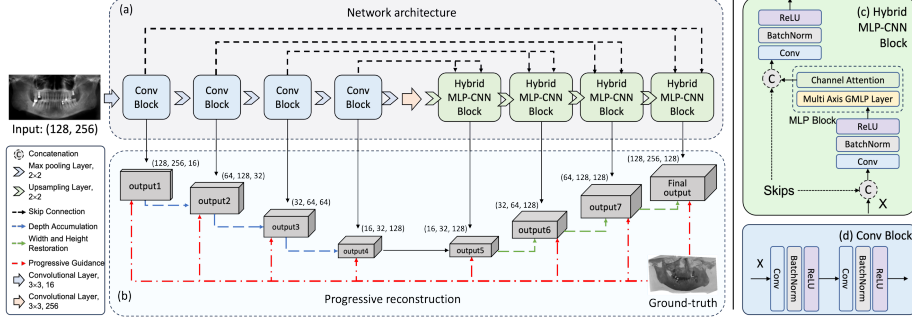 (a)
Network architecture
Conv
Block
Conv
Block
Conv
Block
Conv
Block
Hybrid
MLP-CNN
Block
Hybrid
MLP-CNN
Block
Hybrid
MLP-CNN
Block
Hybrid
MLP-CNN
Block
Input: (128, 256)
C Concatenation
Max pooling Layer,
2×2
Upsampling Layer,
2×2
Skip Connection
Depth Accumulation
Width and Height
Restoration
Progressive Guidance
Convolutional Layer,
3×3, 16
Convolutional Layer,
3×3, 256
(128, 256, 16)
output1
(64, 128, 32)
output2
(32, 64, 64)
output3
(16, 32, 128)
output4
(16, 32, 128)
output5
(32, 64, 128)
output6
(64, 128, 128)
output7
(128, 256, 128)
Final
output
(b)
Progressive reconstruction
Ground-truth
(c) Hybrid
MLP-CNN
Block
ReLU
BatchNorm
Conv
C
Channel Attention
Multi Axis GMLP Layer
MLP Block
ReLU
BatchNorm
Conv
Skips
C
X
(d) Conv Block
X
Conv
BatchNorm
ReLU
Conv
BatchNorm
ReLU